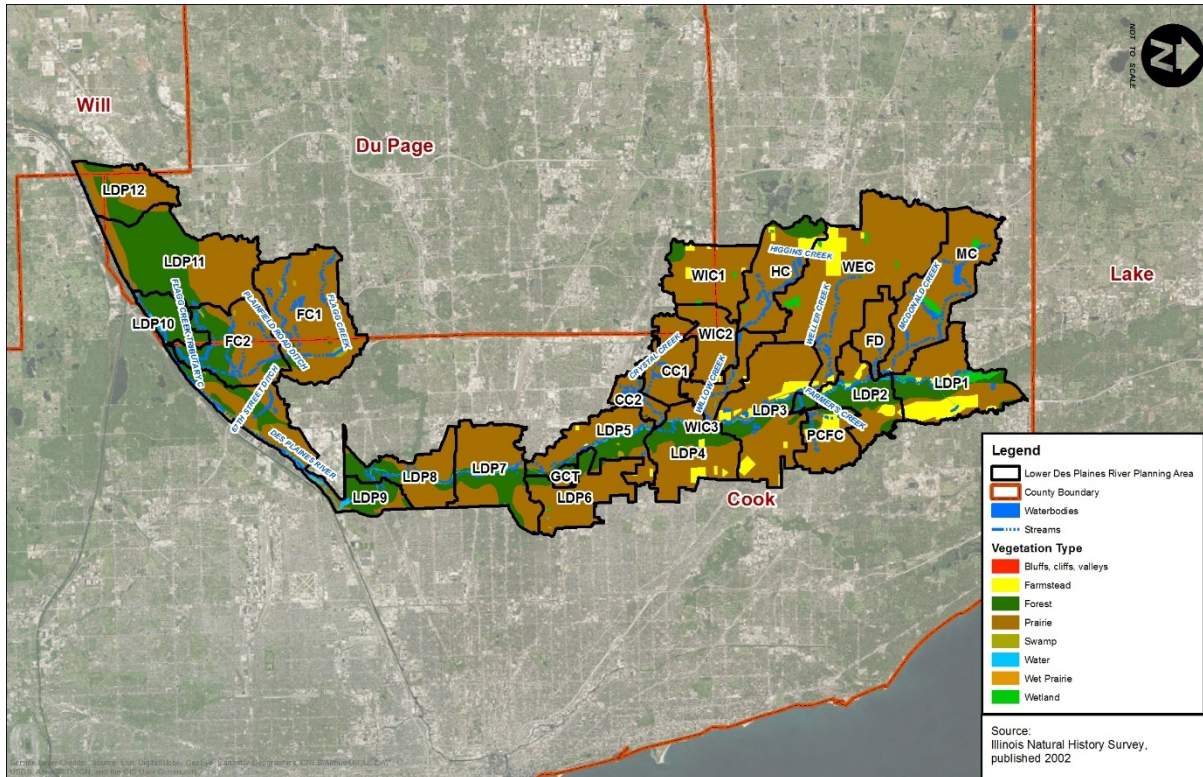 NOT TO SCALE
N
Will
Du Page
Lake
Cook
LDP12
LDP11
LDP10
FC2
FC1
FLAGG CREEK TRIBUTARY C
PLAINFIELD ROAD DITCH
FLAGG CREEK
67TH STREET DITCH
DES PLAINES RIVER
LDP9
LDP8
LDP7
GCT
LDP6
LDP5
LDP4
WIC3
LDP3
CC2
CC1
CRYSTAL CREEK
WIC1
WIC2
WILLOW CREEK
HC
HIGGINS CREEK
WEC
WELLER CREEK
FD
MCDONALD CREEK
MC
LDP2
LDP1
FARMER'S CREEK
PCFC
Legend
Lower Des Plaines River Planning Area
County Boundary
Waterbodies
Streams
Vegetation Type
Bluffs, cliffs, valleys
Farmstead
Forest
Prairie
Swamp
Water
Wet Prairie
Wetland
Source:
Illinois Natural History Survey,
published 2002